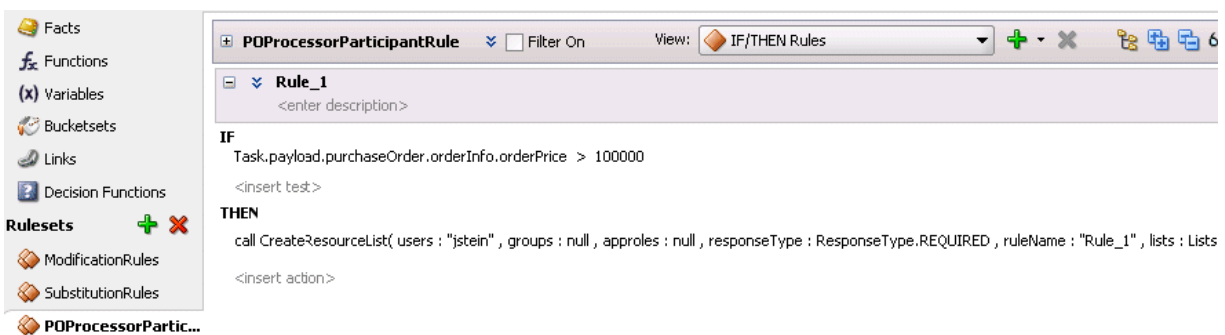 Facts
Functions
(x) Variables
Bucketsets
Links
Decision Functions
Rulesets
ModificationRules
SubstitutionRules
POProcessorPartic...
POProcessorParticipantRule Filter On View: IF/THEN Rules 6
Rule_1
<enter description>
IF
Task.payload.purchaseOrder.orderInfo.orderPrice > 100000
<insert test>
THEN
call CreateResourceList( users : "jstein" , groups : null , approles : null , responseType : ResponseType.REQUIRED , ruleName : "Rule_1" , lists : Lists
<insert action>